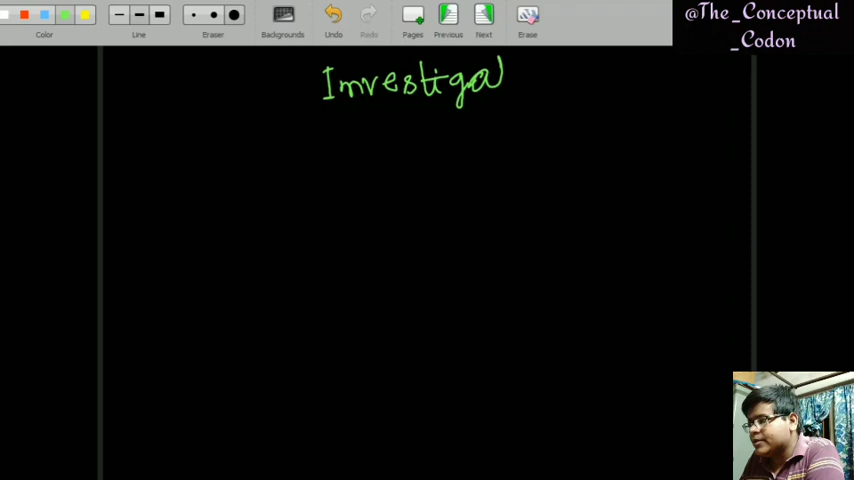 @The_Conceptual
_Codon
Color
Line
Eraser
Backgrounds
Undo
Redo
Pages
Previous
Next
Erase
Investiga